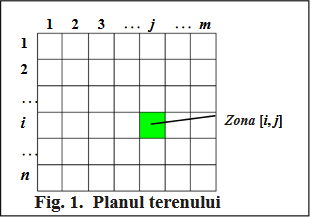 1 2 3 ... j ... m
1
2
...
i
Zona [i, j]
...
n
Fig. 1. Planul terenului